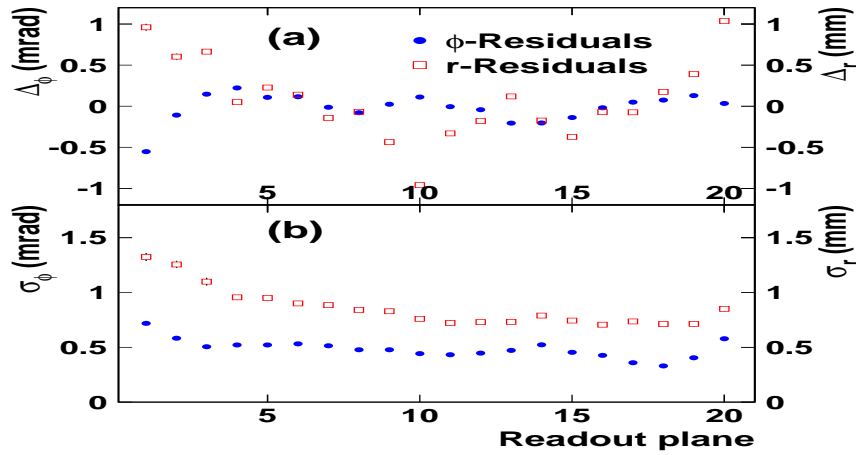 (a)
ϕ-Residuals
r-Residuals
Δϕ (mrad)
Δr (mm)
1
0.5
0
-0.5
-1
1
0.5
0
-0.5
-1
5
10
15
20
(b)
σϕ (mrad)
σr (mm)
1.5
1
0.5
0
1.5
1
0.5
0
5
10
15
20
Readout plane